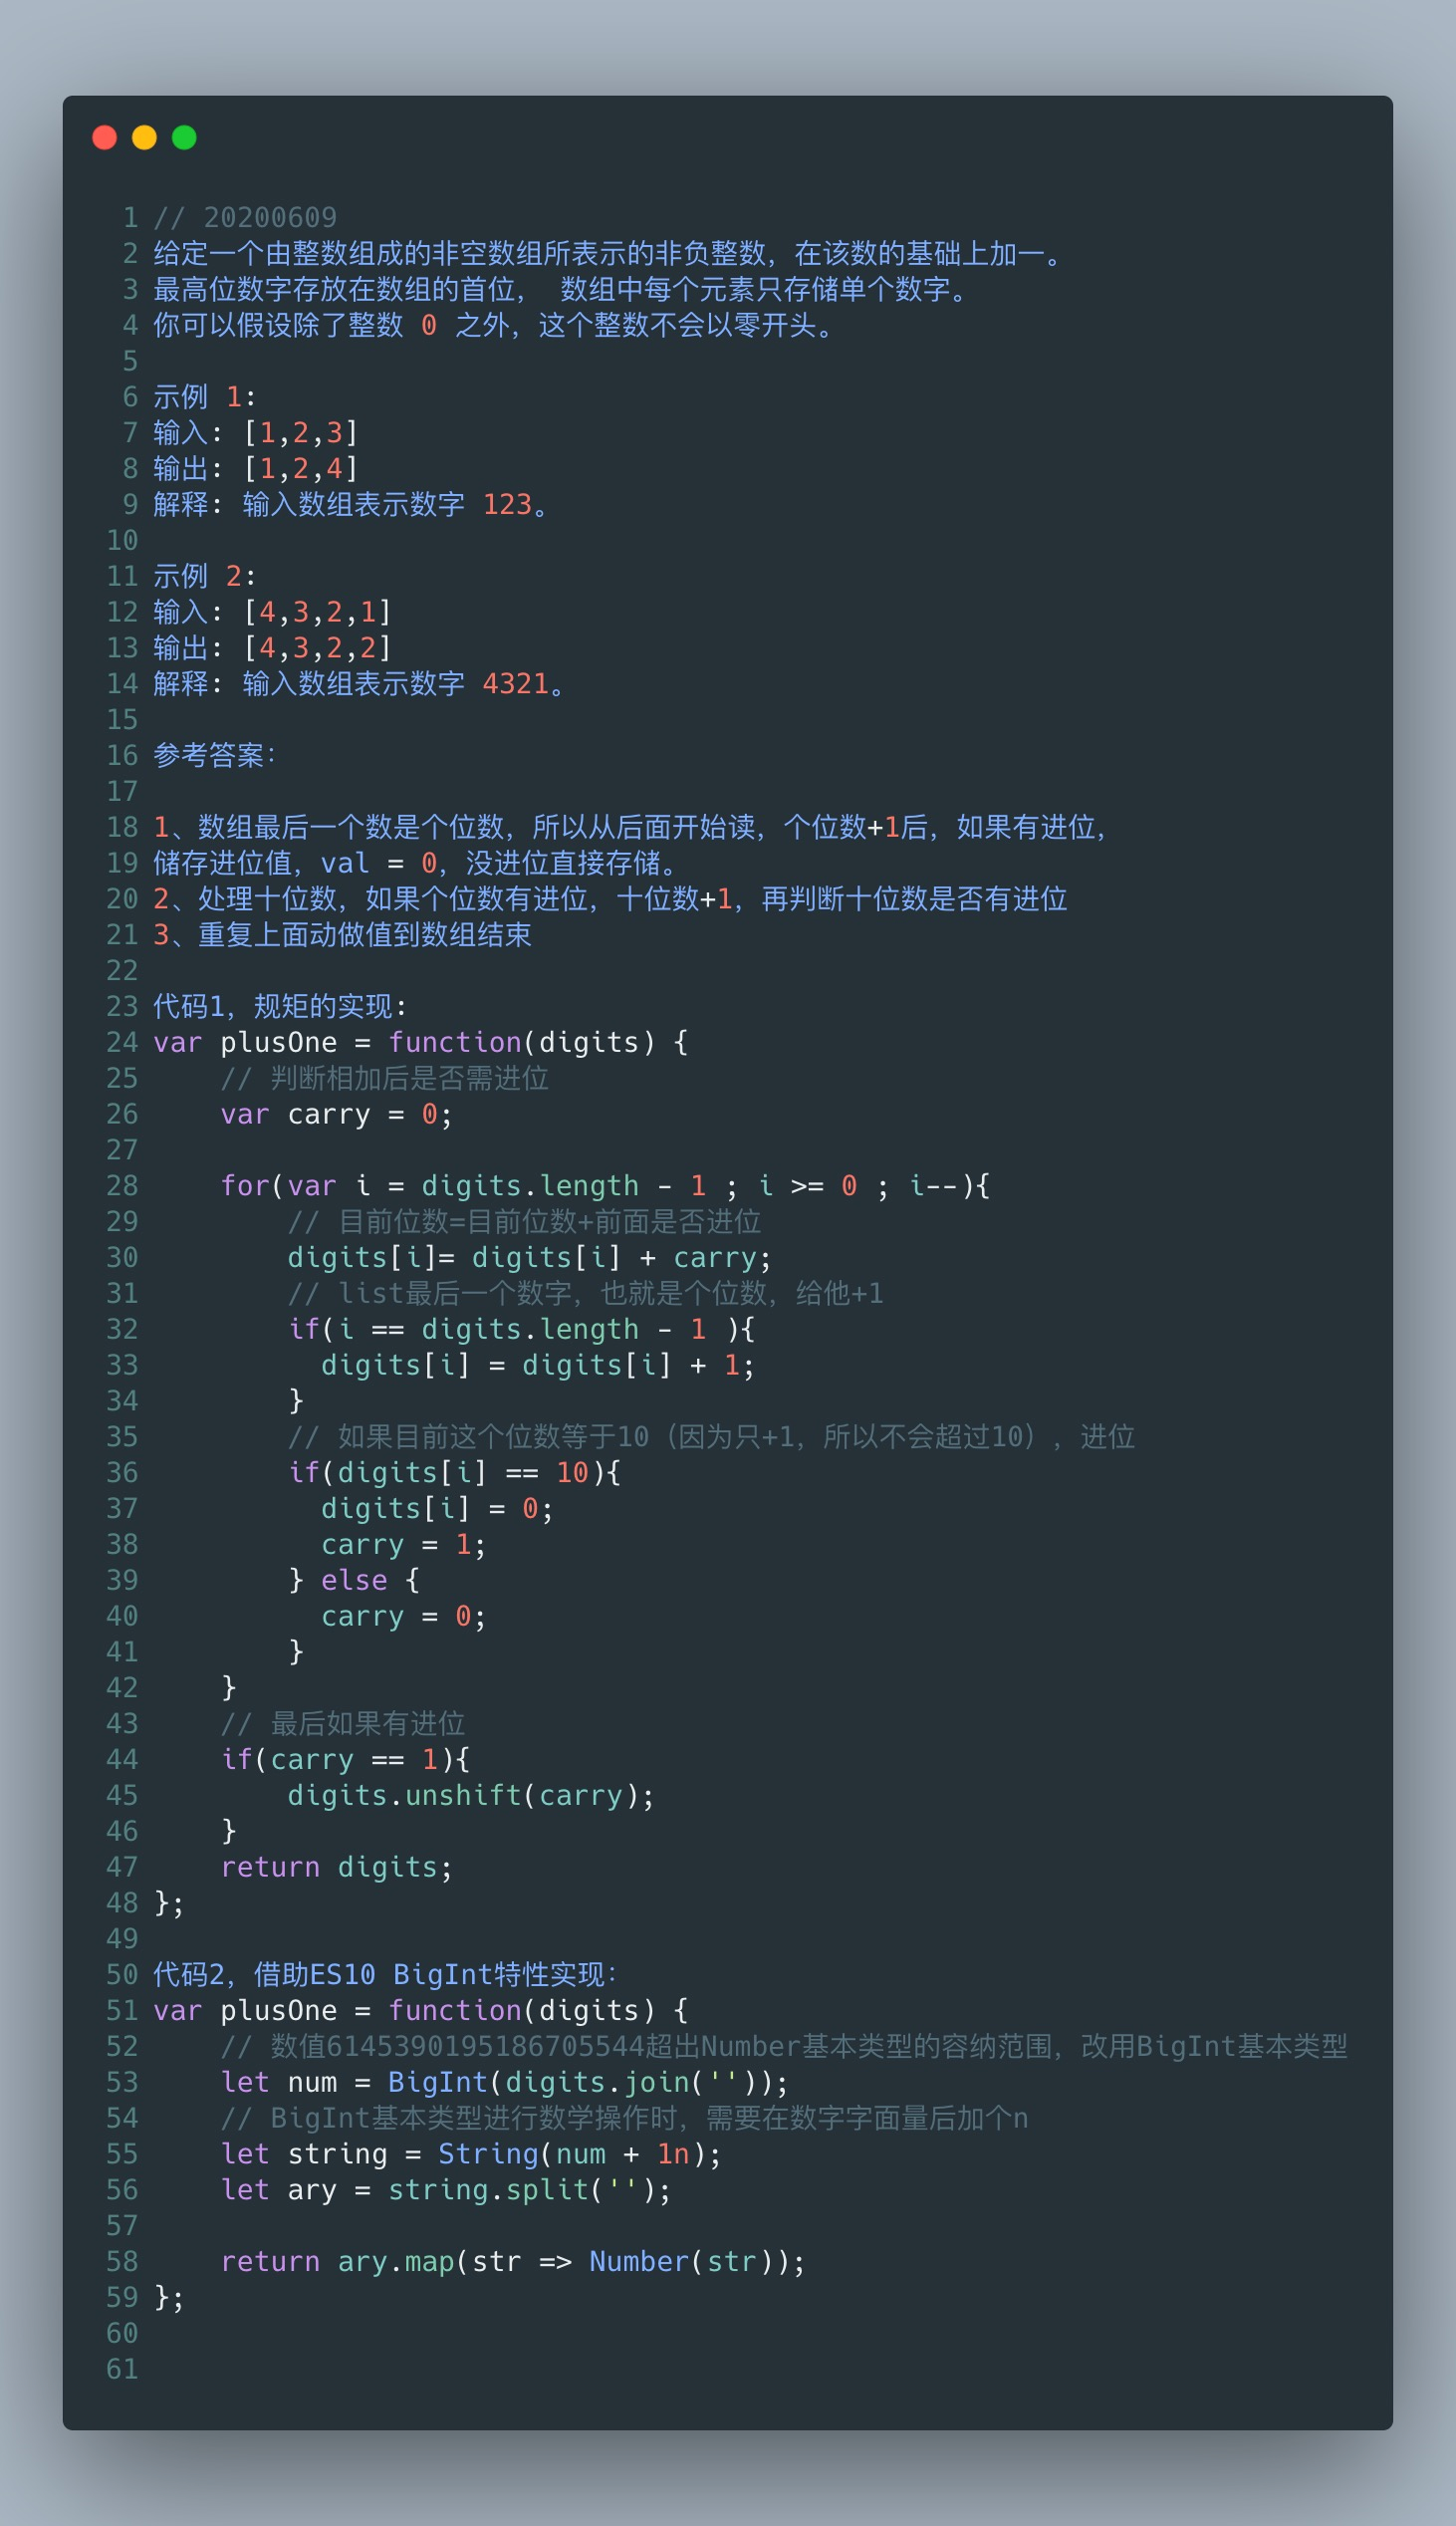 1 // 20200609
2 给定一个由整数组成的非空数组所表示的非负整数，在该数的基础上加一。
3 最高位数字存放在数组的首位， 数组中每个元素只存储单个数字。
4 你可以假设除了整数 0 之外，这个整数不会以零开头。
5
6 示例 1:
7 输入: [1,2,3]
8 输出: [1,2,4]
9 解释: 输入数组表示数字 123。
10
11 示例 2:
12 输入: [4,3,2,1]
13 输出: [4,3,2,2]
14 解释: 输入数组表示数字 4321。
15
16 参考答案：
17
18 1、数组最后一个数是个位数，所以从后面开始读，个位数+1后，如果有进位，
19 储存进位值，val = 0，没进位直接存储。
20 2、处理十位数，如果个位数有进位，十位数+1，再判断十位数是否有进位
21 3、重复上面动做值到数组结束
22
23 代码1，规矩的实现:
24 var plusOne = function(digits) {
25     // 判断相加后是否需进位
26     var carry = 0;
27
28     for(var i = digits.length - 1 ; i >= 0 ; i--){
29         // 目前位数=目前位数+前面是否进位
30         digits[i]= digits[i] + carry;
31         // list最后一个数字，也就是个位数，给他+1
32         if(i == digits.length - 1 ){
33           digits[i] = digits[i] + 1;
34         }
35         // 如果目前这个位数等于10（因为只+1，所以不会超过10）, 进位
36         if(digits[i] == 10){
37           digits[i] = 0;
38           carry = 1;
39         } else {
40           carry = 0;
41         }
42     }
43     // 最后如果有进位
44     if(carry == 1){
45         digits.unshift(carry);
46     }
47     return digits;
48 };
49
50 代码2，借助ES10 BigInt特性实现：
51 var plusOne = function(digits) {
52     // 数值6145390195186705544超出Number基本类型的容纳范围，改用BigInt基本类型
53     let num = BigInt(digits.join(''));
54     // BigInt基本类型进行数学操作时，需要在数字字面量后加个n
55     let string = String(num + 1n);
56     let ary = string.split('');
57
58     return ary.map(str => Number(str));
59 };
60
61